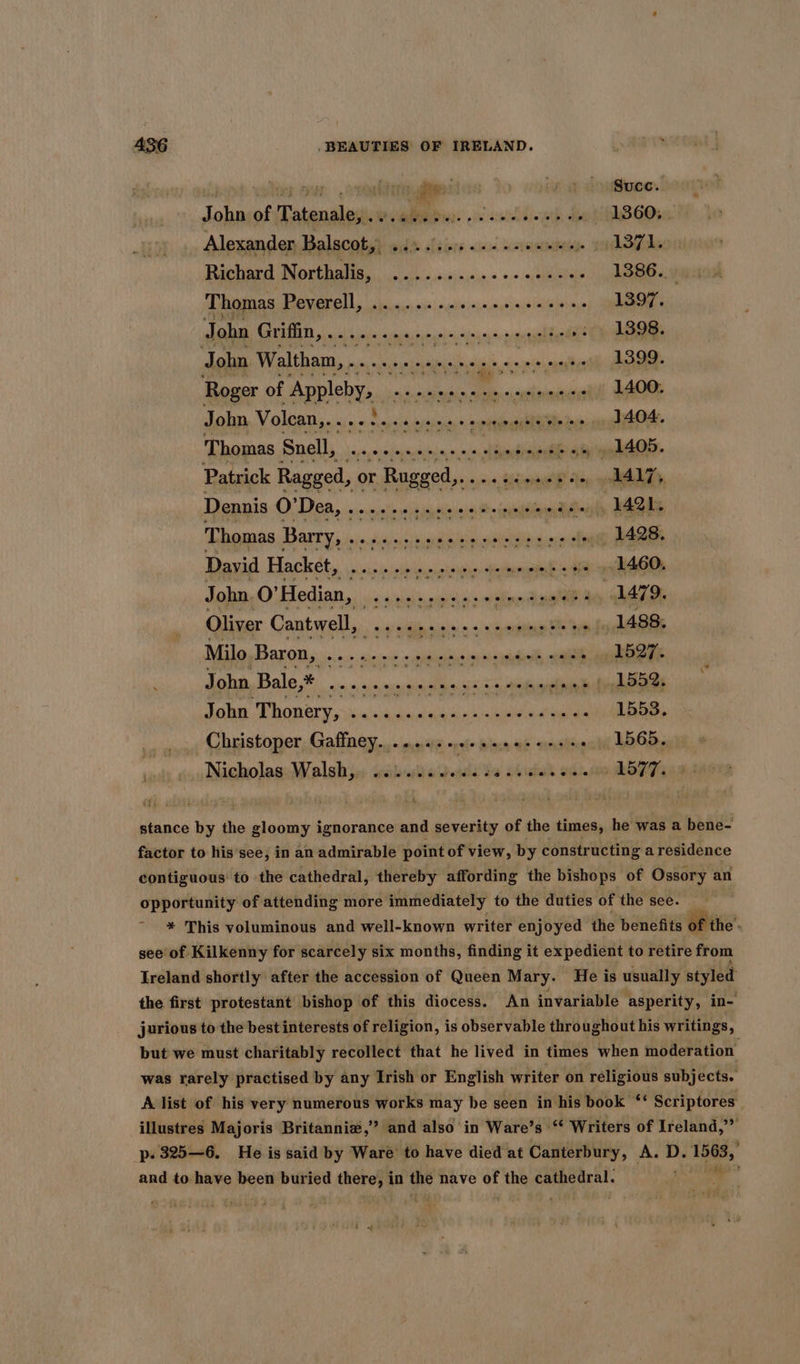 436 BEAUTIES OF IRELAND.
Succ.
John of Tatenale, .................... 1360.
Alexander Balscot, .................... 1371.
Richard Northalis, .................... 1386.
Thomas Peverell, .................... 1397.
John Griffin, .................... 1398.
John Waltham, .................... 1399.
Roger of Appleby, .................... 1400.
John Volcan, .................... 1404.
Thomas Snell, .................... 1405.
Patrick Ragged, or Rugged, .......... 1417,
Dennis O'Dea, .................... 1421.
Thomas Barry, .................... 1428.
David Hacket, .................... 1460.
John O'Hedian, .................... 1479.
Oliver Cantwell, .................... 1488.
Milo Baron, .................... 1527.
John Bale,* .................... 1552.
John Thonery, .................... 1553.
Christoper Gaffney. .................... 1565.
Nicholas Walsh, .................... 1577.
stance by the gloomy ignorance and severity of the times, he was a bene-
factor to his see, in an admirable point of view, by constructing a residence
contiguous to the cathedral, thereby affording the bishops of Ossory an
opportunity of attending more immediately to the duties of the see.
* This voluminous and well-known writer enjoyed the benefits of the
see of Kilkenny for scarcely six months, finding it expedient to retire from
Ireland shortly after the accession of Queen Mary. He is usually styled
the first protestant bishop of this diocess. An invariable asperity, in-
jurious to the best interests of religion, is observable throughout his writings,
but we must charitably recollect that he lived in times when moderation
was rarely practised by any Irish or English writer on religious subjects.
A list of his very numerous works may be seen in his book “ Scriptores
illustres Majoris Britanniæ,” and also in Ware’s “ Writers of Ireland,”
p. 325—6. He is said by Ware to have died at Canterbury, A. D. 1563,
and to have been buried there, in the nave of the cathedral.